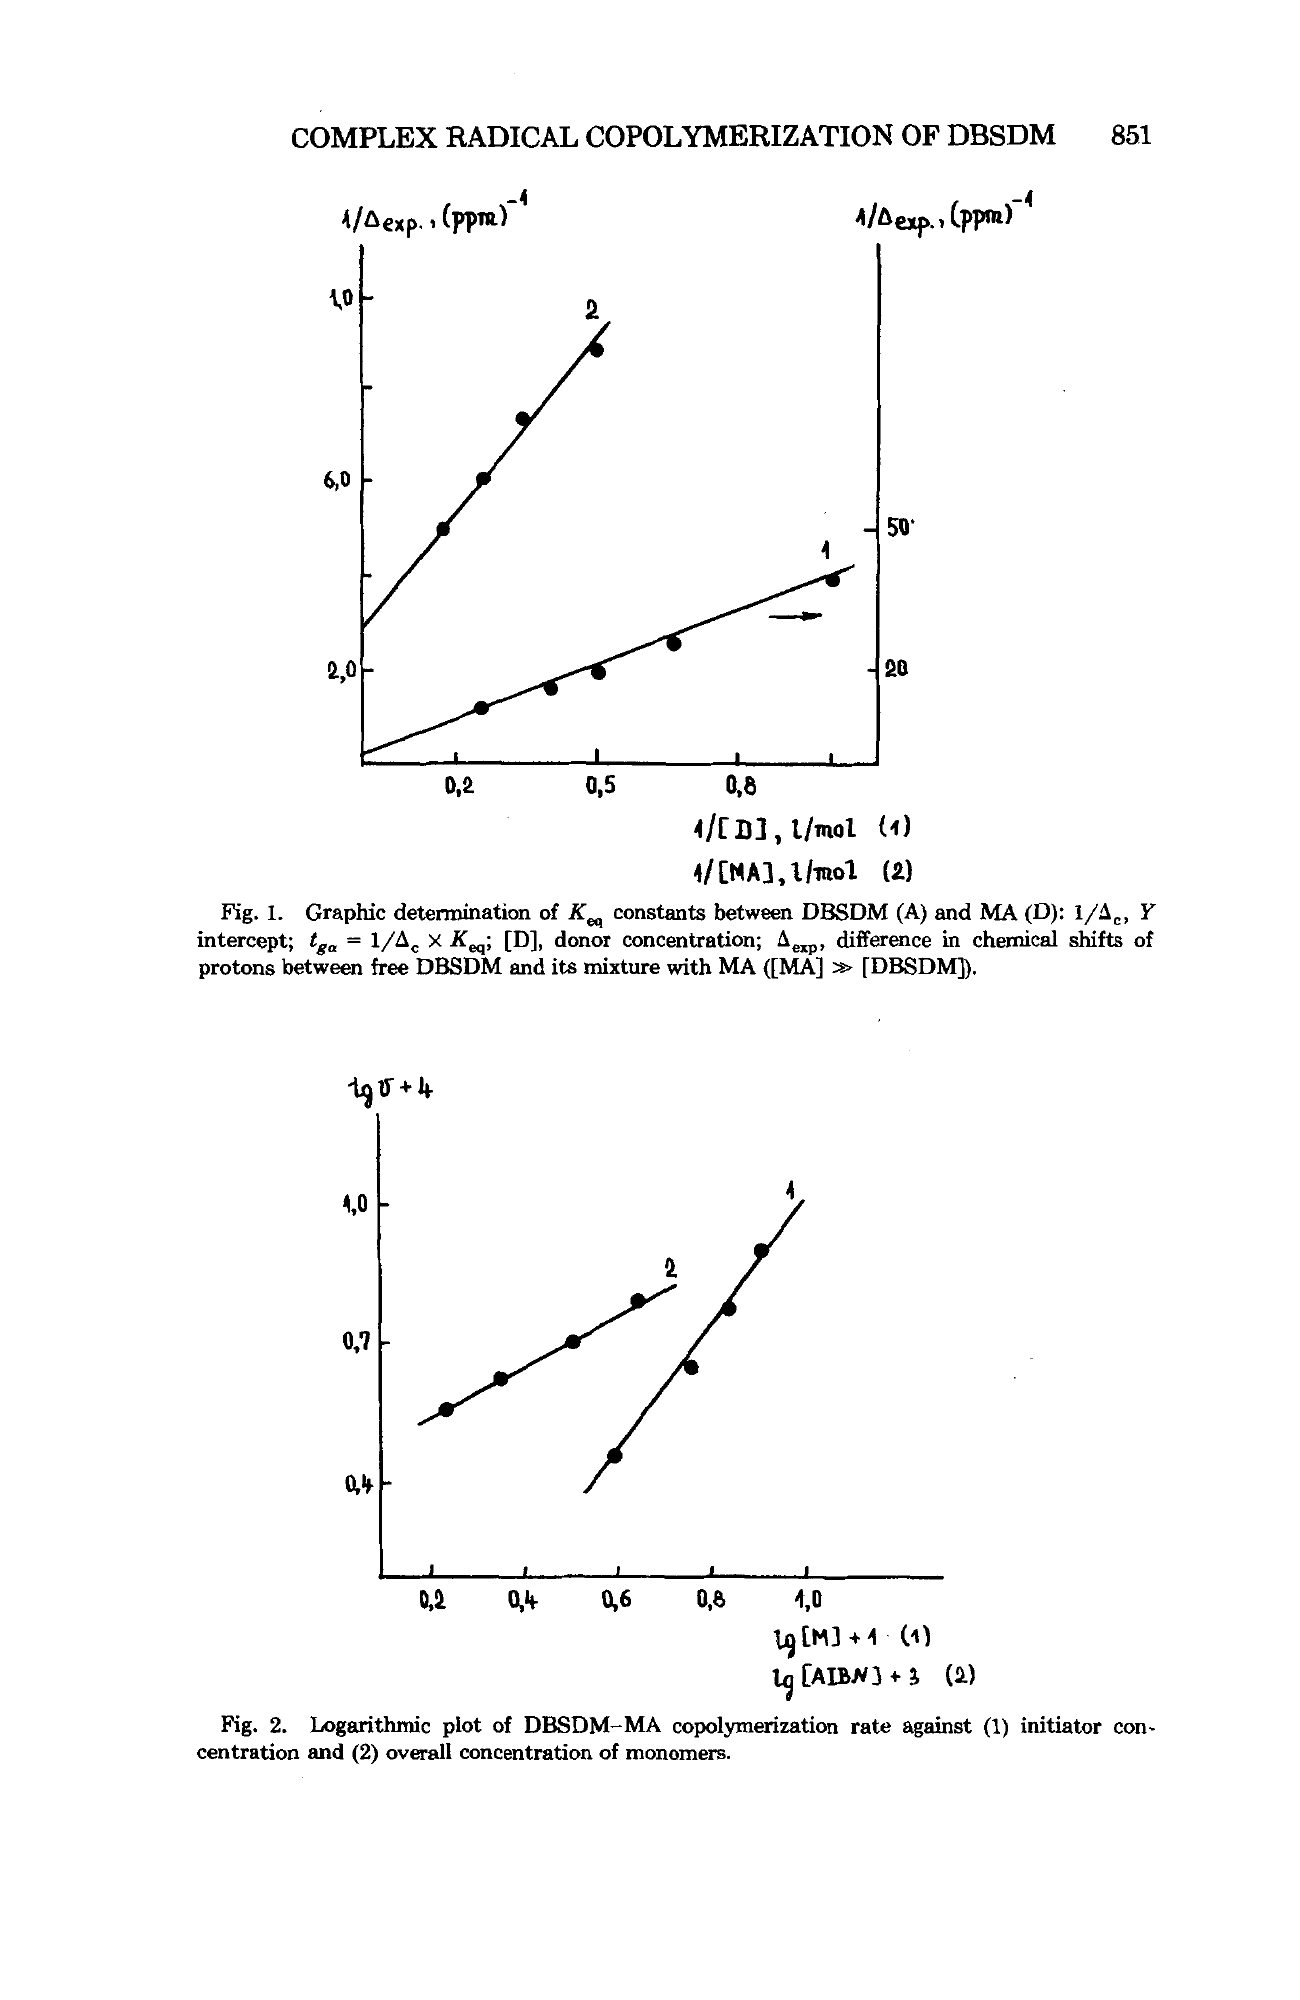 COMPLEX RADICAL COPOLYMERIZATION OF DBSDM 851
1/Δexp., (ppm)⁻¹
1/Δexp., (ppm)⁻¹
1,0
2
6,0
50
1
2,0
20
0,2 0,5 0,8
1/[D], l/mol (1)
1/[MA], l/mol (2)
Fig. 1. Graphic determination of Keq constants between DBSDM (A) and MA (D): 1/Δc, Y
intercept; tgα = 1/Δc × Keq; [D], donor concentration; Δexp, difference in chemical shifts of
protons between free DBSDM and its mixture with MA ([MA] ≫ [DBSDM]).
lg υ + 4
1,0
1
2
0,7
0,4
0,2 0,4 0,6 0,8 1,0
lg [M] + 1 (1)
lg [AIBN] + 3 (2)
Fig. 2. Logarithmic plot of DBSDM–MA copolymerization rate against (1) initiator con-
centration and (2) overall concentration of monomers.